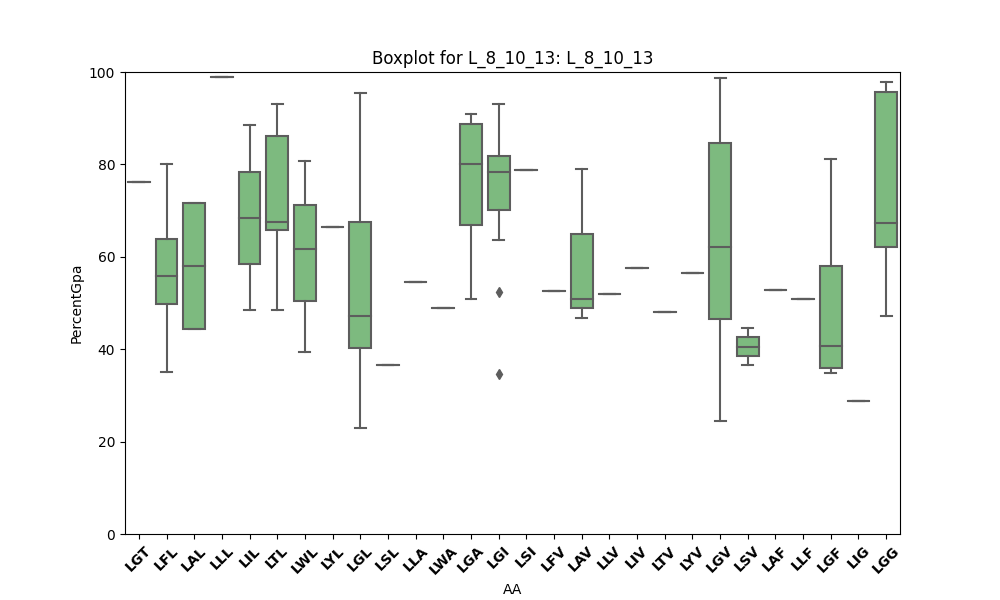 Boxplot for L_8_10_13: L_8_10_13
PercentGpa
100
80
60
40
20
0
LGT LFL LAL LLL LIL LTL LWL LYL LGL LSL LLA LWA LGA LGI LSI LFV LAV LLV LIV LTV LYV LGV LSV LAF LLF LGF LIG LGG
AA